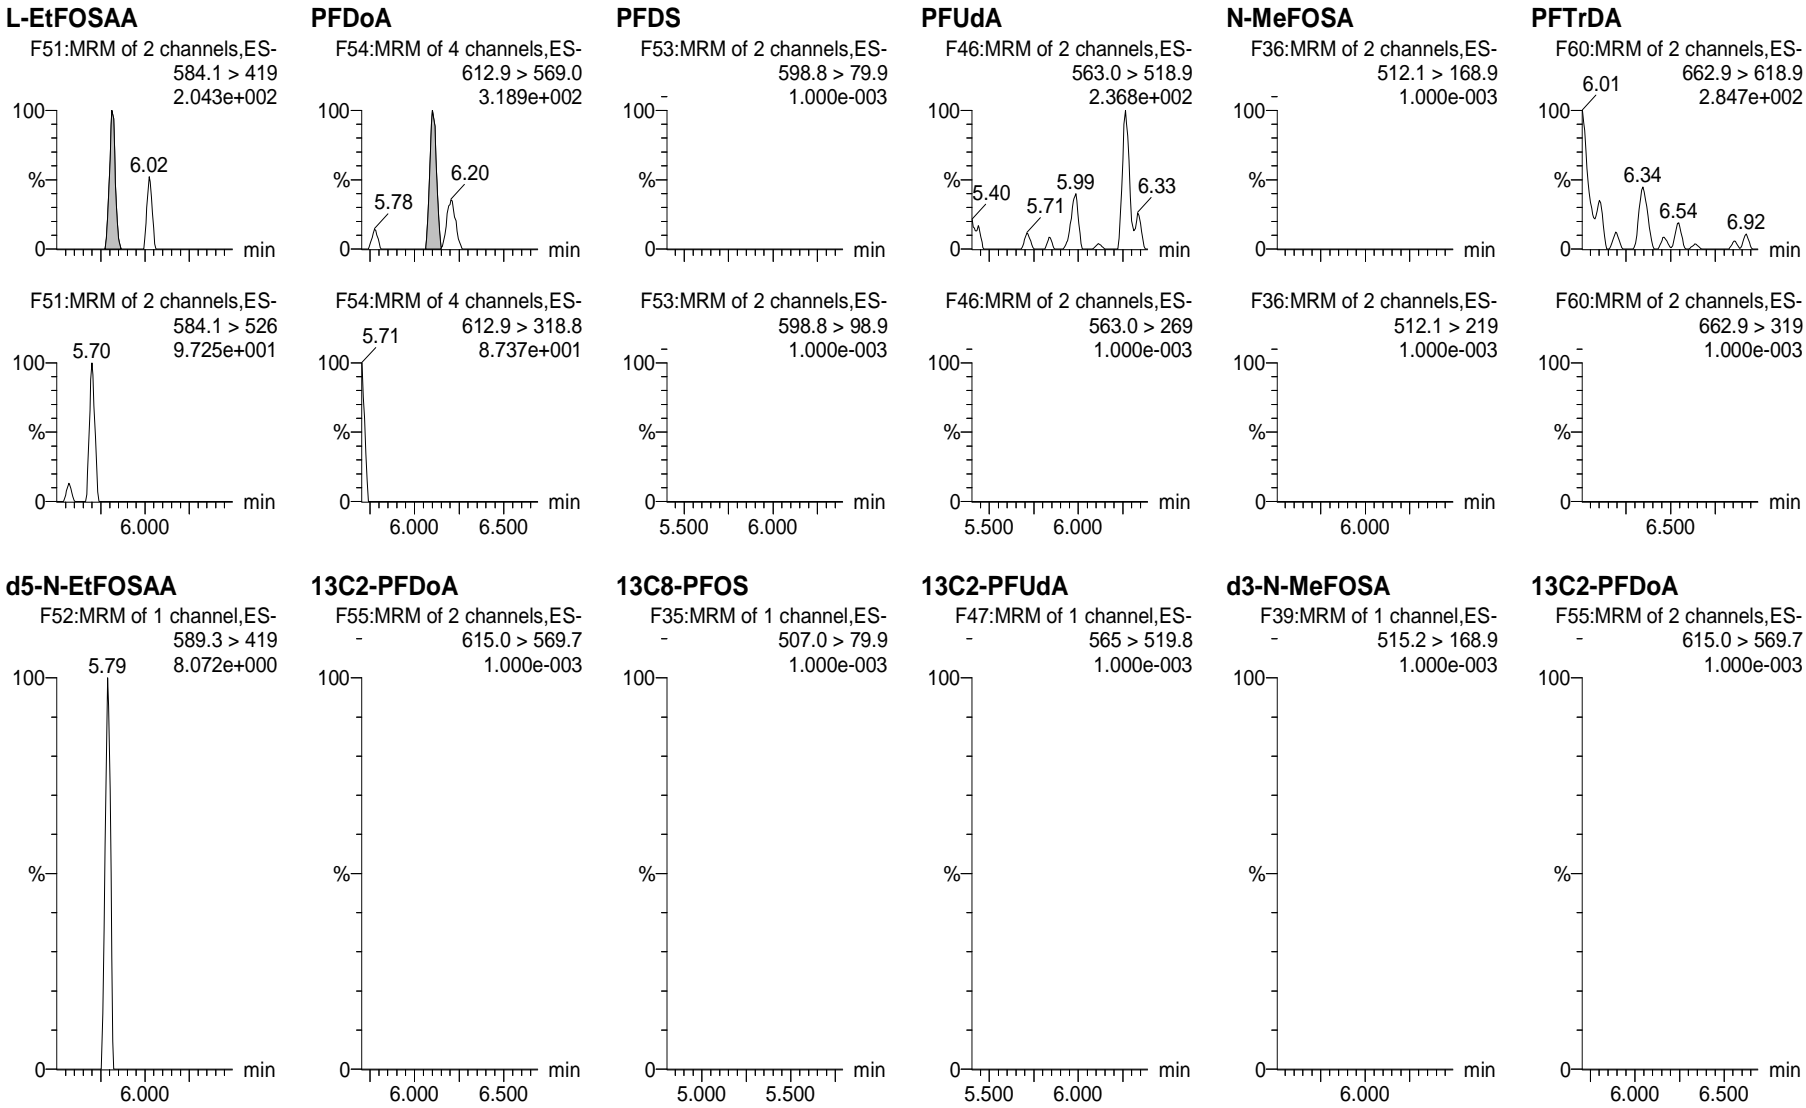 L-EtFOSAA
F51:MRM of 2 channels,ES-
584.1 > 419
2.043e+002
100
%
0
6.02
min
PFDoA
F54:MRM of 4 channels,ES-
612.9 > 569.0
3.189e+002
100
%
0
5.78
6.20
min
PFDS
F53:MRM of 2 channels,ES-
598.8 > 79.9
1.000e-003
100
%
0
min
PFUdA
F46:MRM of 2 channels,ES-
563.0 > 518.9
2.368e+002
100
%
0
5.40
5.71
5.99
6.33
min
N-MeFOSA
F36:MRM of 2 channels,ES-
512.1 > 168.9
1.000e-003
100
%
0
min
PFTrDA
F60:MRM of 2 channels,ES-
662.9 > 618.9
2.847e+002
6.01
100
%
0
6.34
6.54
6.92
min
F51:MRM of 2 channels,ES-
584.1 > 526
9.725e+001
5.70
100
%
0
min
6.000
F54:MRM of 4 channels,ES-
612.9 > 318.8
8.737e+001
5.71
100
%
0
min
6.000 6.500
F53:MRM of 2 channels,ES-
598.8 > 98.9
1.000e-003
100
%
0
min
5.500 6.000
F46:MRM of 2 channels,ES-
563.0 > 269
1.000e-003
100
%
0
min
5.500 6.000
F36:MRM of 2 channels,ES-
512.1 > 219
1.000e-003
100
%
0
min
6.000
F60:MRM of 2 channels,ES-
662.9 > 319
1.000e-003
100
%
0
min
6.500
d5-N-EtFOSAA
F52:MRM of 1 channel,ES-
589.3 > 419
8.072e+000
5.79
100
%
0
min
6.000
13C2-PFDoA
F55:MRM of 2 channels,ES-
615.0 > 569.7
1.000e-003
100
%
0
min
6.000 6.500
13C8-PFOS
F35:MRM of 1 channel,ES-
507.0 > 79.9
1.000e-003
100
%
0
min
5.000 5.500
13C2-PFUdA
F47:MRM of 1 channel,ES-
565 > 519.8
1.000e-003
100
%
0
min
5.500 6.000
d3-N-MeFOSA
F39:MRM of 1 channel,ES-
515.2 > 168.9
1.000e-003
100
%
0
min
6.000
13C2-PFDoA
F55:MRM of 2 channels,ES-
615.0 > 569.7
1.000e-003
100
%
0
min
6.000 6.500